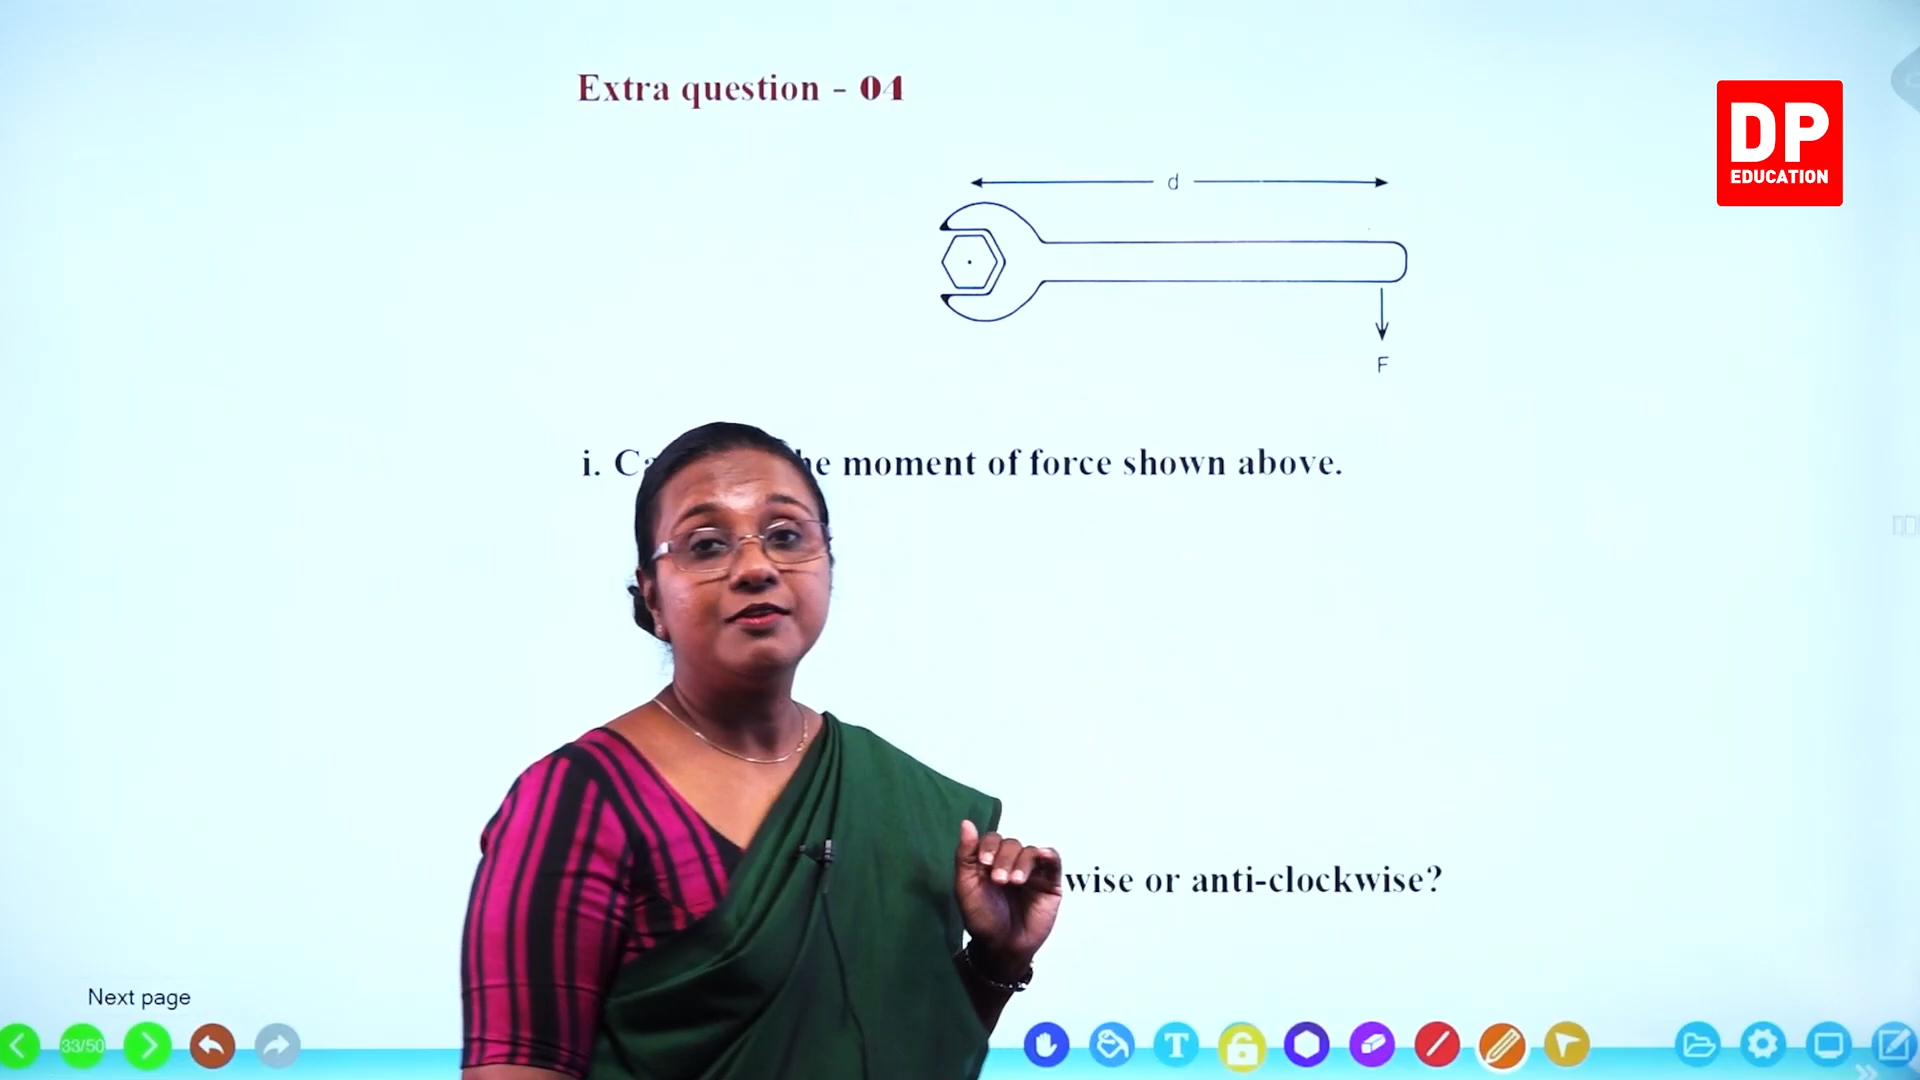 Extra question - 04
DP
EDUCATION
d
F
i. he moment of force shown above.
wise or anti-clockwise?
Next page
33/50
T